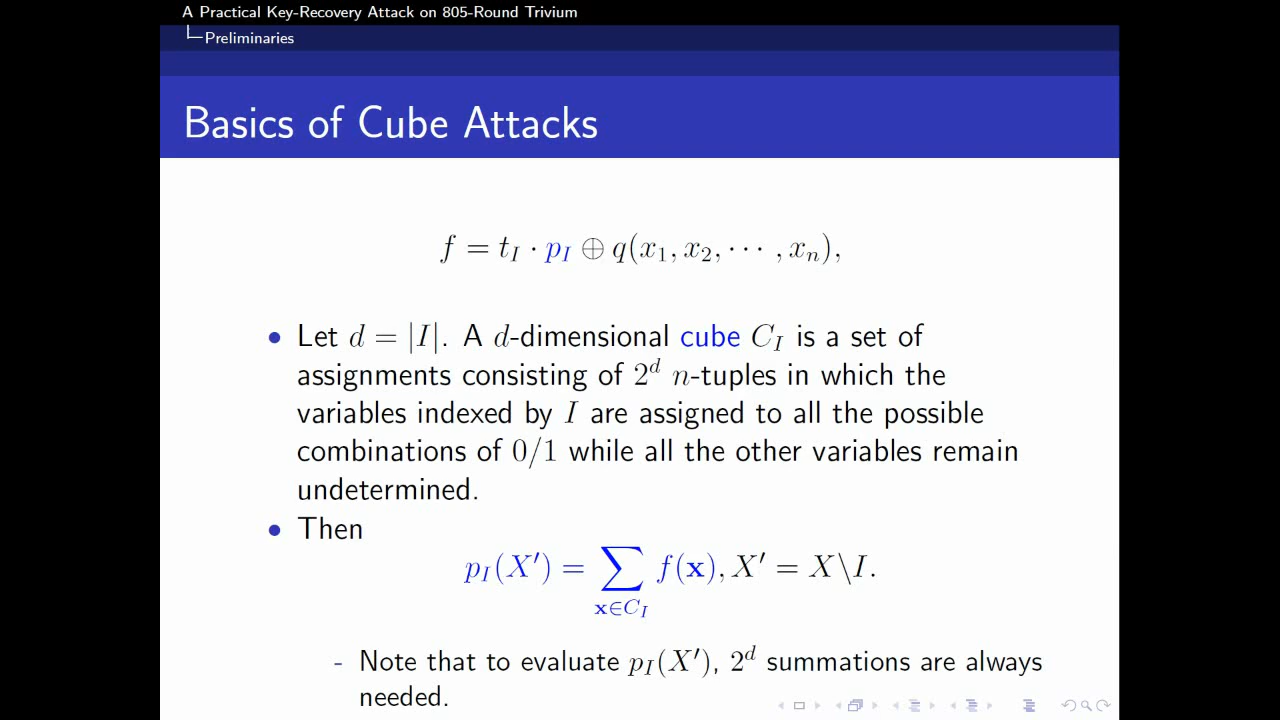 A Practical Key-Recovery Attack on 805-Round Trivium
Preliminaries
Basics of Cube Attacks
f = t_I · p_I ⊕ q(x_1, x_2, ⋯ , x_n),
• Let d = |I|. A d-dimensional cube C_I is a set of
assignments consisting of 2^d n-tuples in which the
variables indexed by I are assigned to all the possible
combinations of 0/1 while all the other variables remain
undetermined.
• Then
p_I(X′) = ∑_{x∈C_I} f(x), X′ = X\I.
- Note that to evaluate p_I(X′), 2^d summations are always
needed.